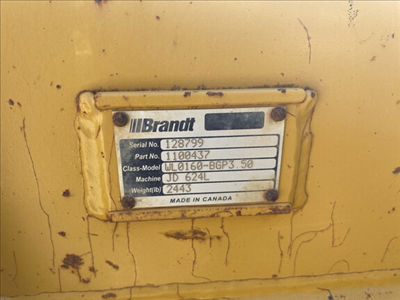 Brandt
Serial No. 128799
Part No. 1100437
Class-Model WL0160-BGP3.50
Machine JD 624L
Weight(lb) 2443
MADE IN CANADA